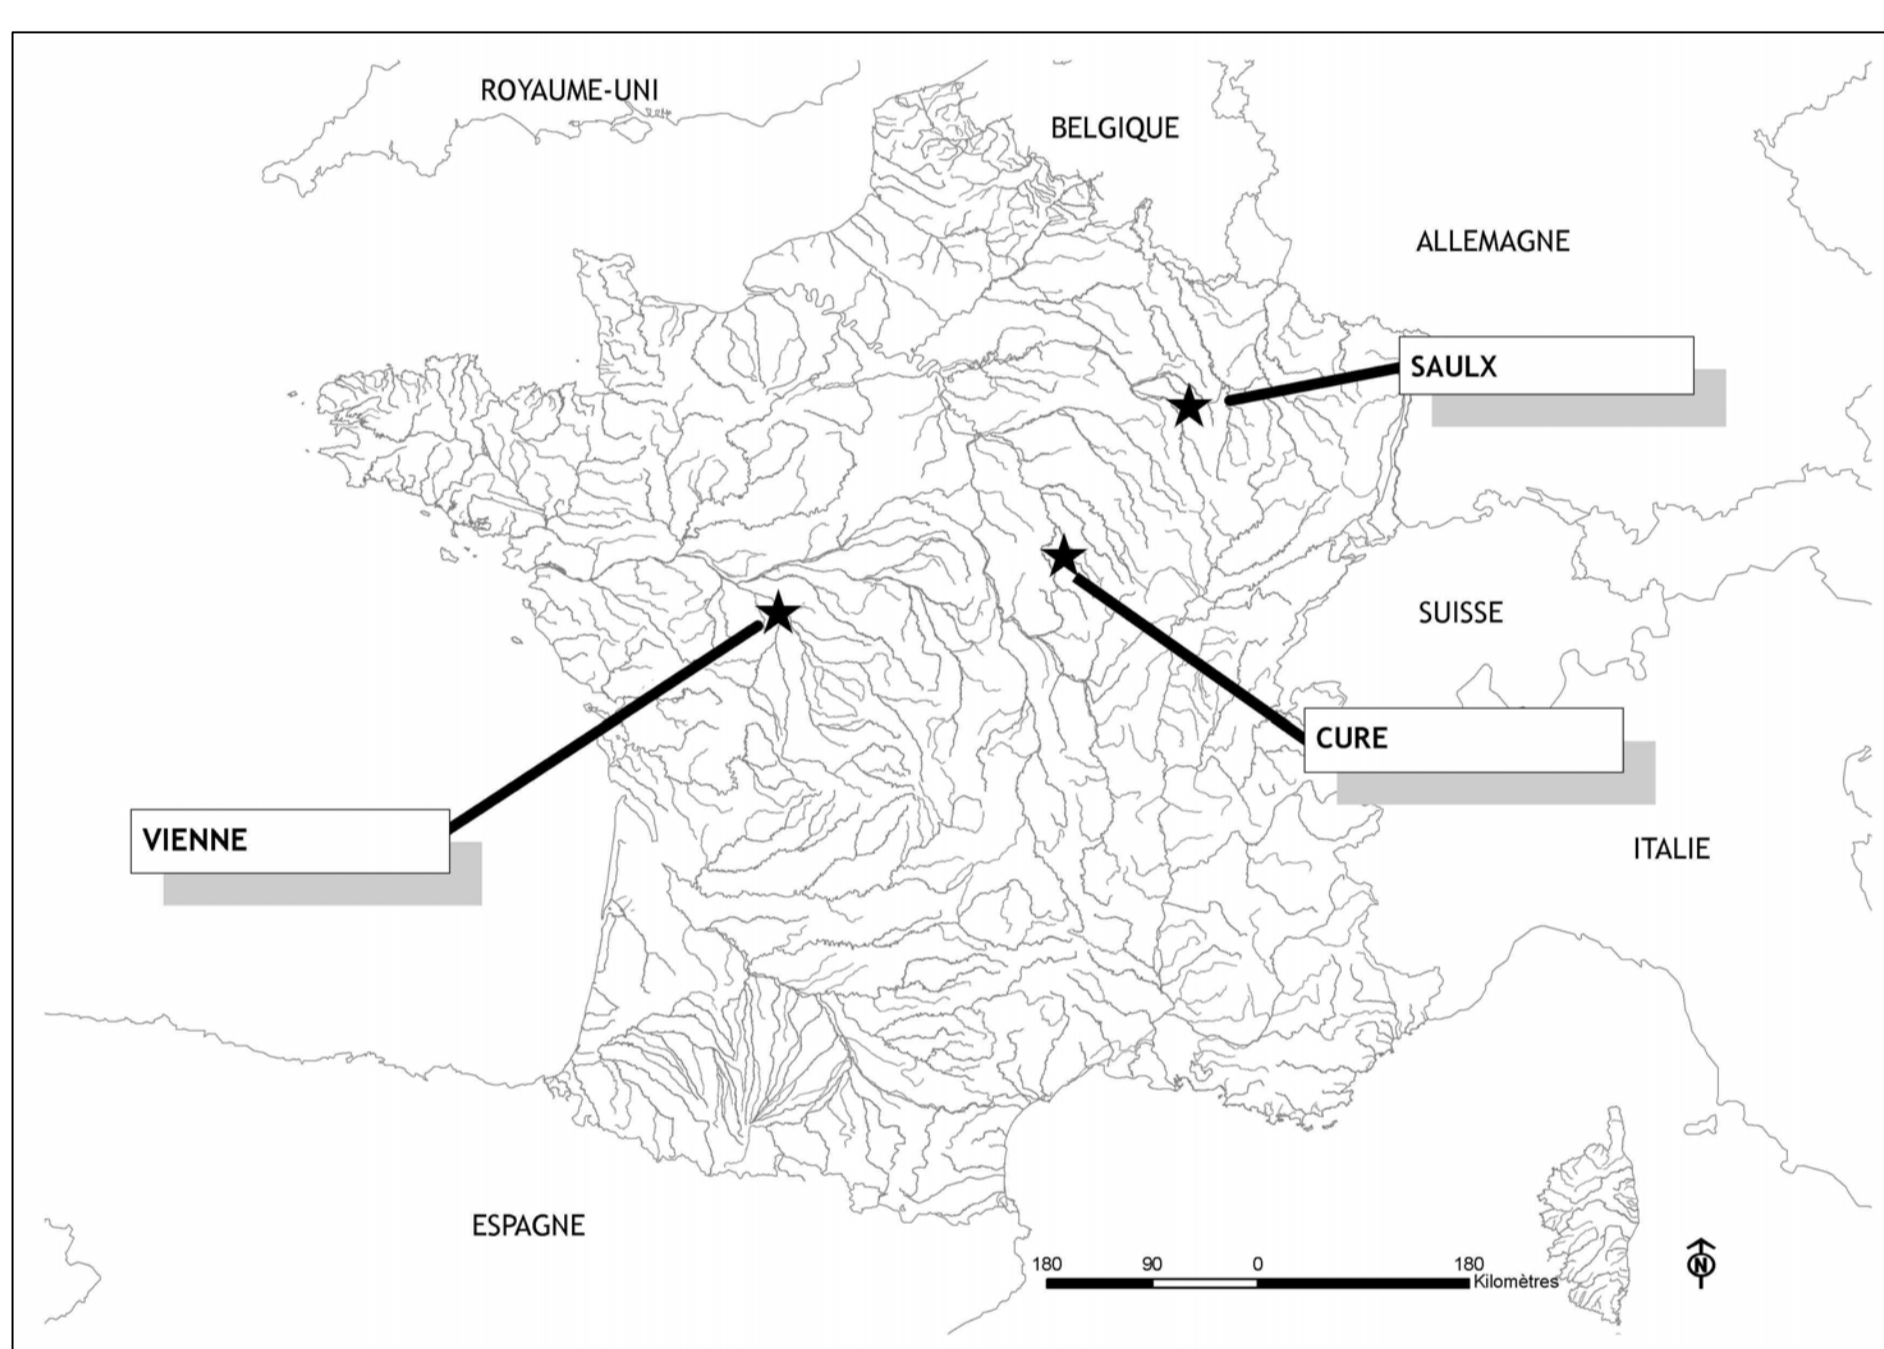 ROYAUME-UNI
BELGIQUE
ALLEMAGNE
SAULX
SUISSE
CURE
VIENNE
ITALIE
ESPAGNE
180 90 0 180
Kilomètres
N